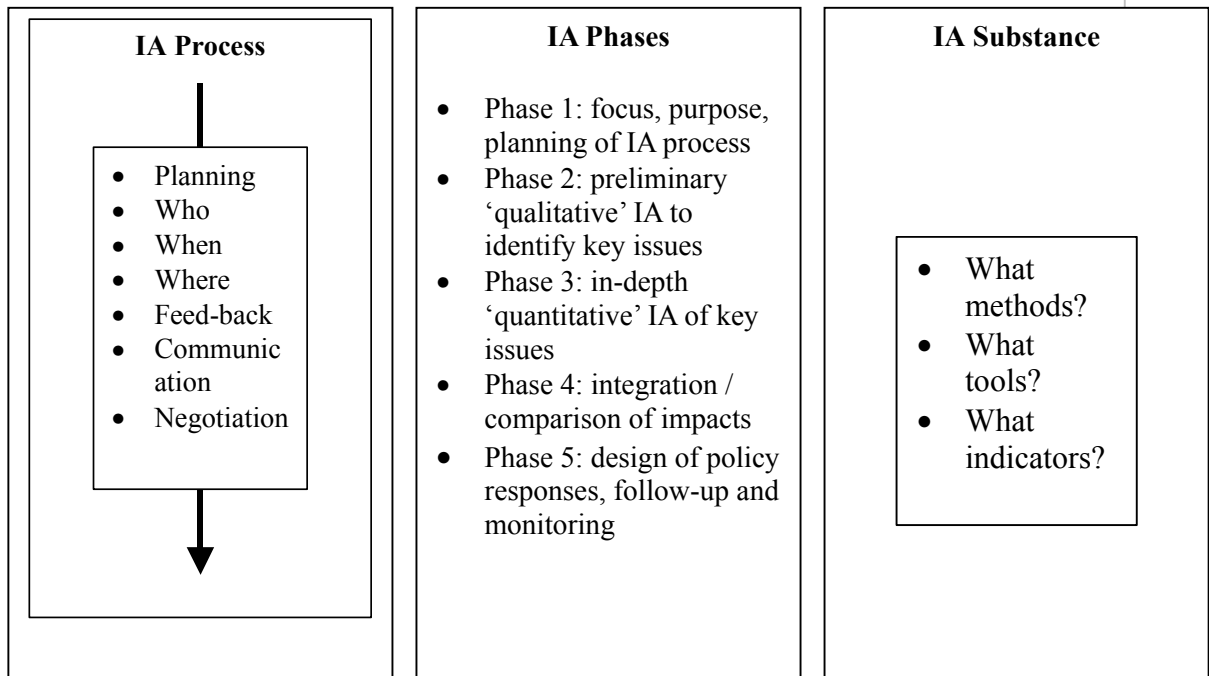 IA Process
• Planning
• Who
• When
• Where
• Feed-back
• Communic
ation
• Negotiation
IA Phases
• Phase 1: focus, purpose,
planning of IA process
• Phase 2: preliminary
‘qualitative’ IA to
identify key issues
• Phase 3: in-depth
‘quantitative’ IA of key
issues
• Phase 4: integration /
comparison of impacts
• Phase 5: design of policy
responses, follow-up and
monitoring
IA Substance
• What
methods?
• What
tools?
• What
indicators?